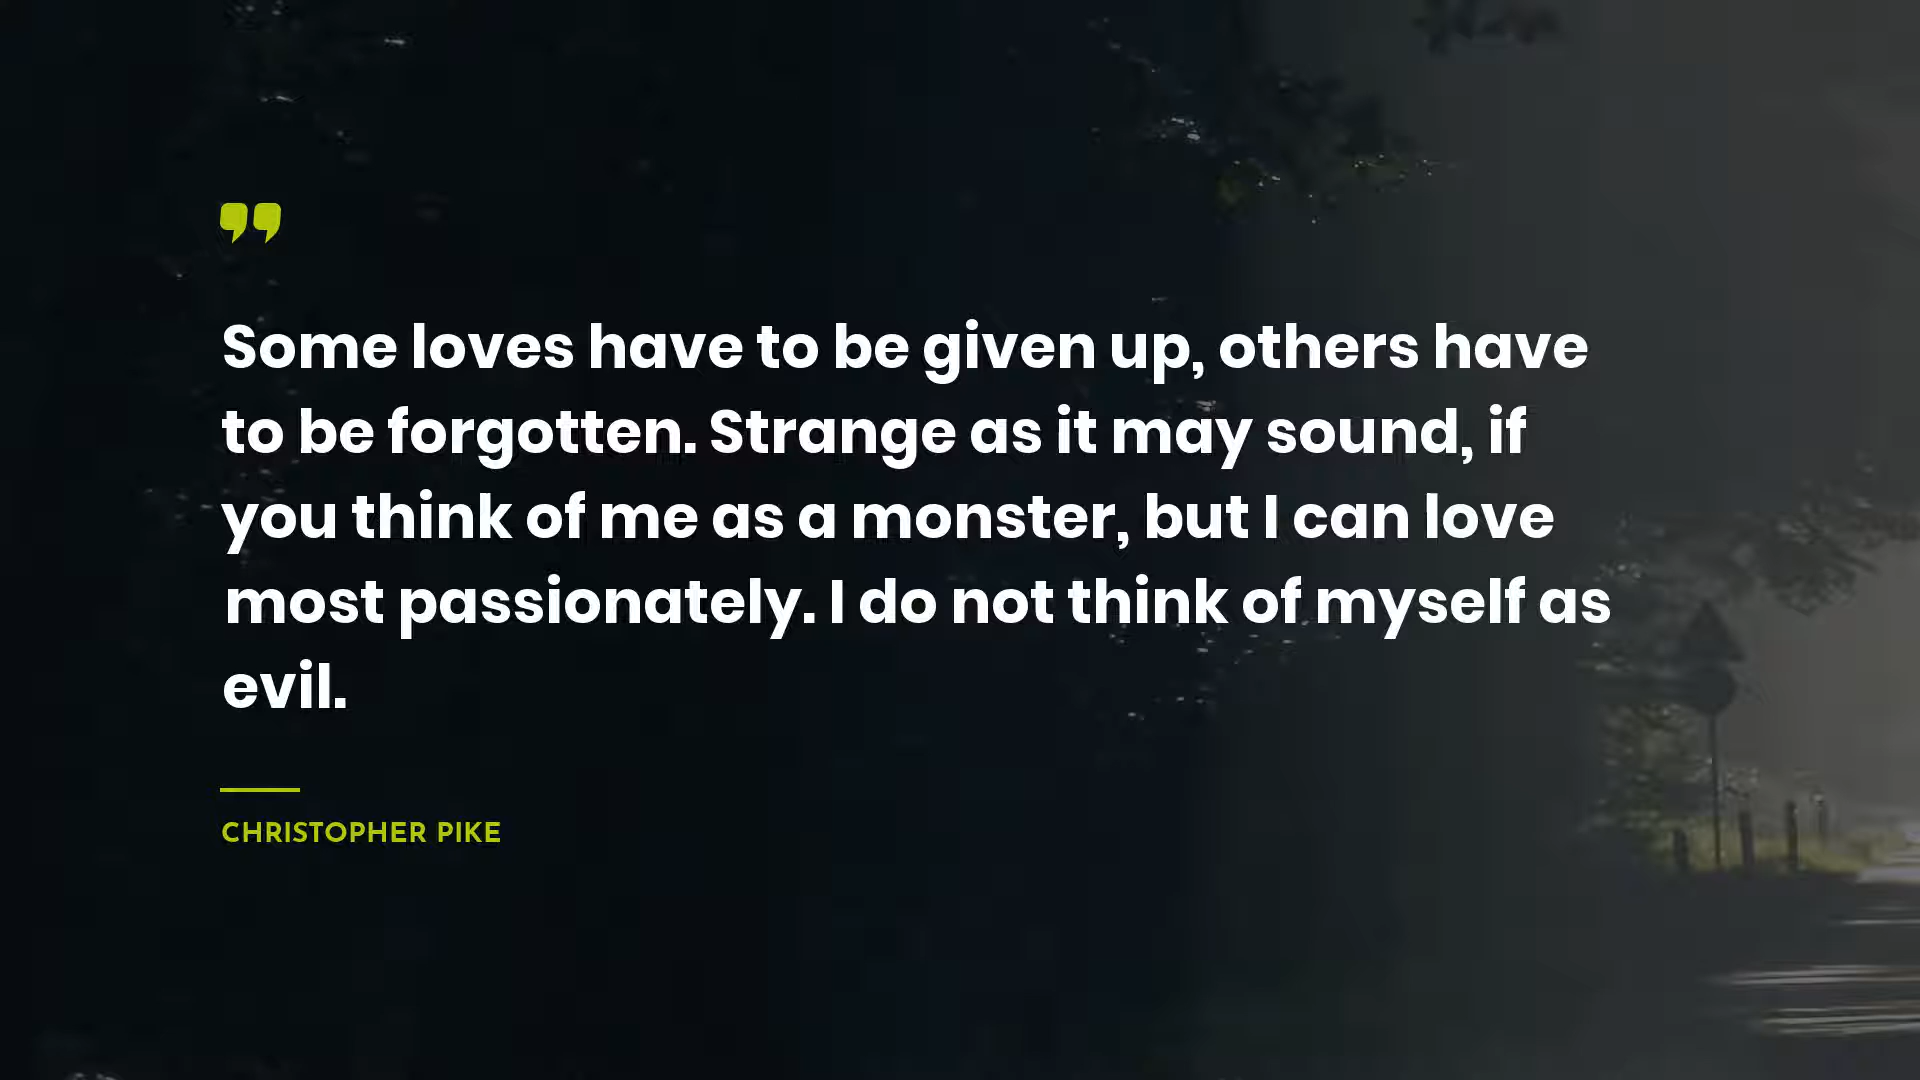 ”
Some loves have to be given up, others have
to be forgotten. Strange as it may sound, if
you think of me as a monster, but I can love
most passionately. I do not think of myself as
evil.
CHRISTOPHER PIKE